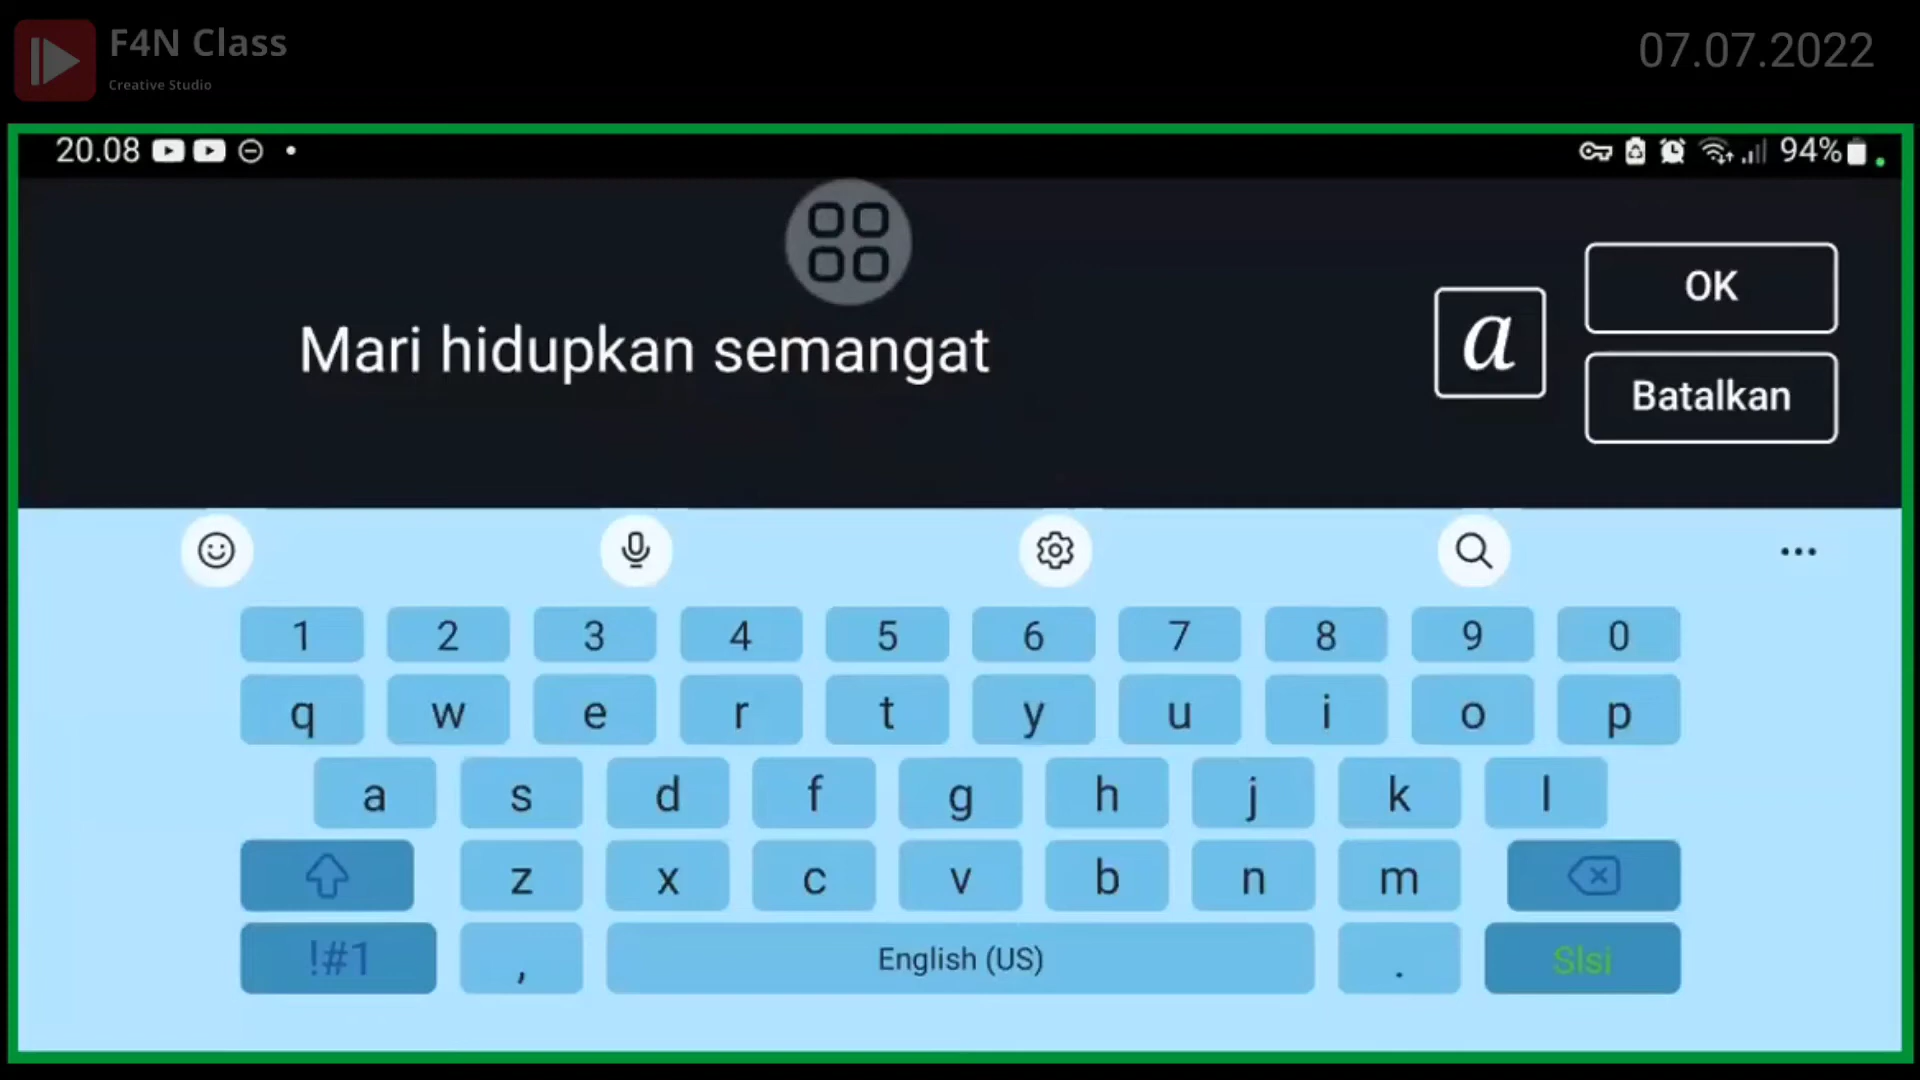 F4N Class
07.07.2022
Creative Studio
20.08
94%
OK
Mari hidupkan semangat
a
Batalkan
1 2 3 4 5 6 7 8 9 0
q w e r t y u i o p
a s d f g h j k l
z x c v b n m
!#1 , English (US) . Slsi